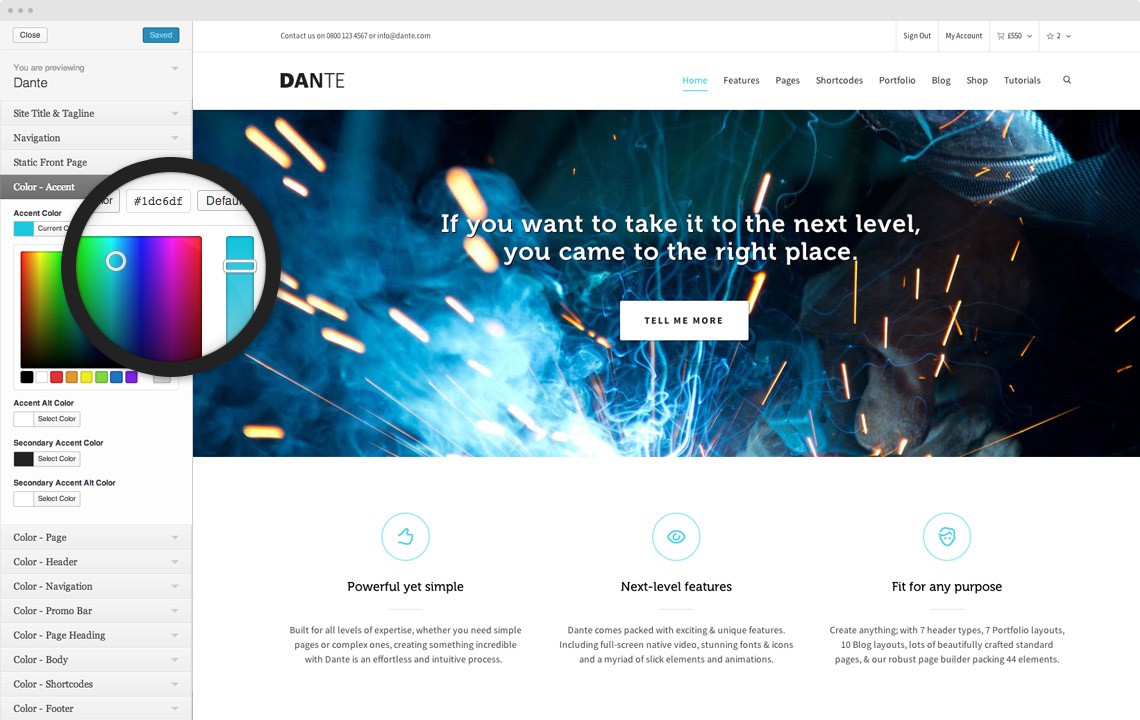 Close
Saved
You are previewing
Dante
Site Title & Tagline
Navigation
Static Front Page
Color - Accent
Accent Color
#1dc6df
Accent Alt Color
Select Color
Secondary Accent Color
Select Color
Secondary Accent Alt Color
Select Color
Color - Page
Color - Header
Color - Navigation
Color - Promo Bar
Color - Page Heading
Color - Body
Color - Shortcodes
Color - Footer
Contact us on 0800 123 4567 or info@dante.com
Sign Out My Account £550 2
DANTE
Home Features Pages Shortcodes Portfolio Blog Shop Tutorials
If you want to take it to the next level,
you came to the right place.
TELL ME MORE
Powerful yet simple
Built for all levels of expertise, whether you need simple
pages or complex ones, creating something incredible
with Dante is an effortless and intuitive process.
Next-level features
Dante comes packed with exciting & unique features.
Including full-screen native video, stunning fonts & icons
and a myriad of slick elements and animations.
Fit for any purpose
Create anything; with 7 header types, 7 Portfolio layouts,
10 Blog layouts, lots of beautifully crafted standard
pages, & our robust page builder packing 44 elements.